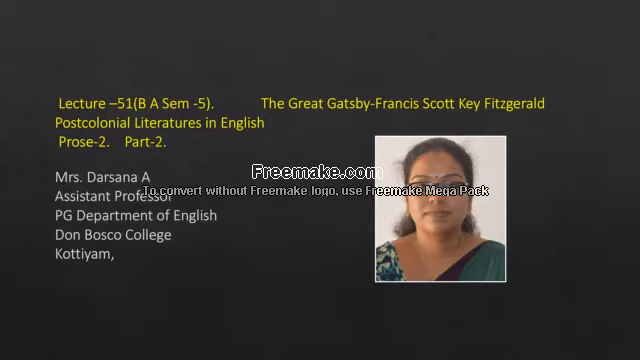 Lecture –51(B A Sem -5). The Great Gatsby-Francis Scott Key Fitzgerald
Postcolonial Literatures in English
Prose-2. Part-2.
Freemake.com
Mrs. Darsana A
To convert without Freemake logo, use Freemake Mega Pack
Assistant Professor
PG Department of English
Don Bosco College
Kottiyam,